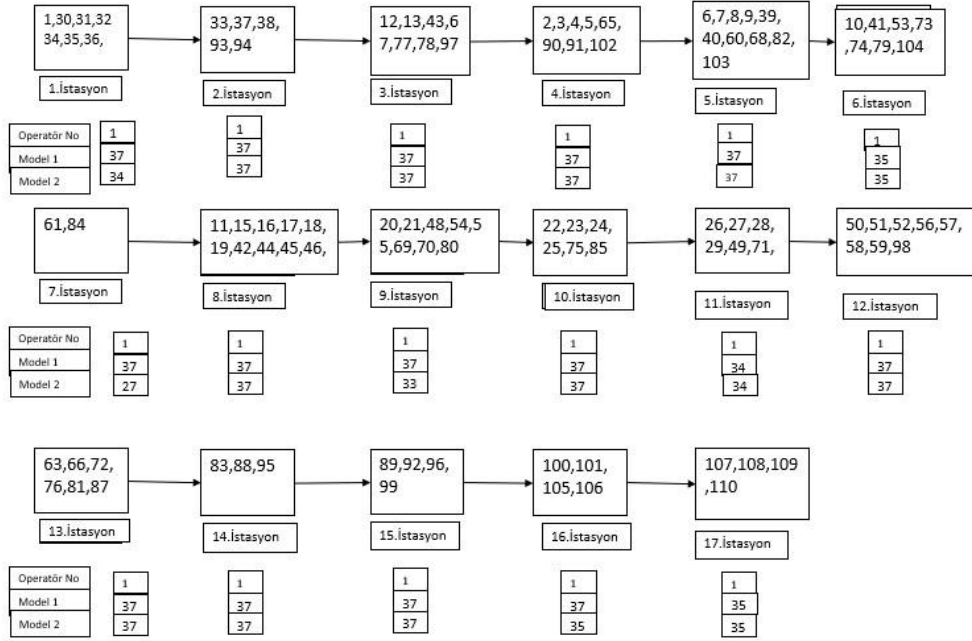 1,30,31,32
34,35,36,
33,37,38,
93,94
12,13,43,6
7,77,78,97
2,3,4,5,65,
90,91,102
6,7,8,9,39
,40,60,68,82,
103
10,41,53,73
,74,79,104
1.İstasyon
2.İstasyon
3.İstasyon
4.İstasyon
5.İstasyon
6.İstasyon
Operatör No 1 1 1 1 1 1
Model 1 37 37 37 37 37 35
Model 2 34 37 37 37 37 35
61,84
11,15,16,17,18
,19,42,44,45,46,
20,21,48,54,5
5,69,70,80
22,23,24,
25,75,85
26,27,28,
29,49,71,
50,51,52,56,57,
58,59,98
7.İstasyon
8.İstasyon
9.İstasyon
10.İstasyon
11.İstasyon
12.İstasyon
Operatör No 1 1 1 1 1 1
Model 1 37 37 37 37 34 37
Model 2 27 37 33 37 34 37
63,66,72,
76,81,87
83,88,95
89,92,96,
99
100,101,
105,106
107,108,109
,110
13.İstasyon
14.İstasyon
15.İstasyon
16.İstasyon
17.İstasyon
Operatör No 1 1 1 1 1
Model 1 37 37 37 37 35
Model 2 37 37 37 35 35